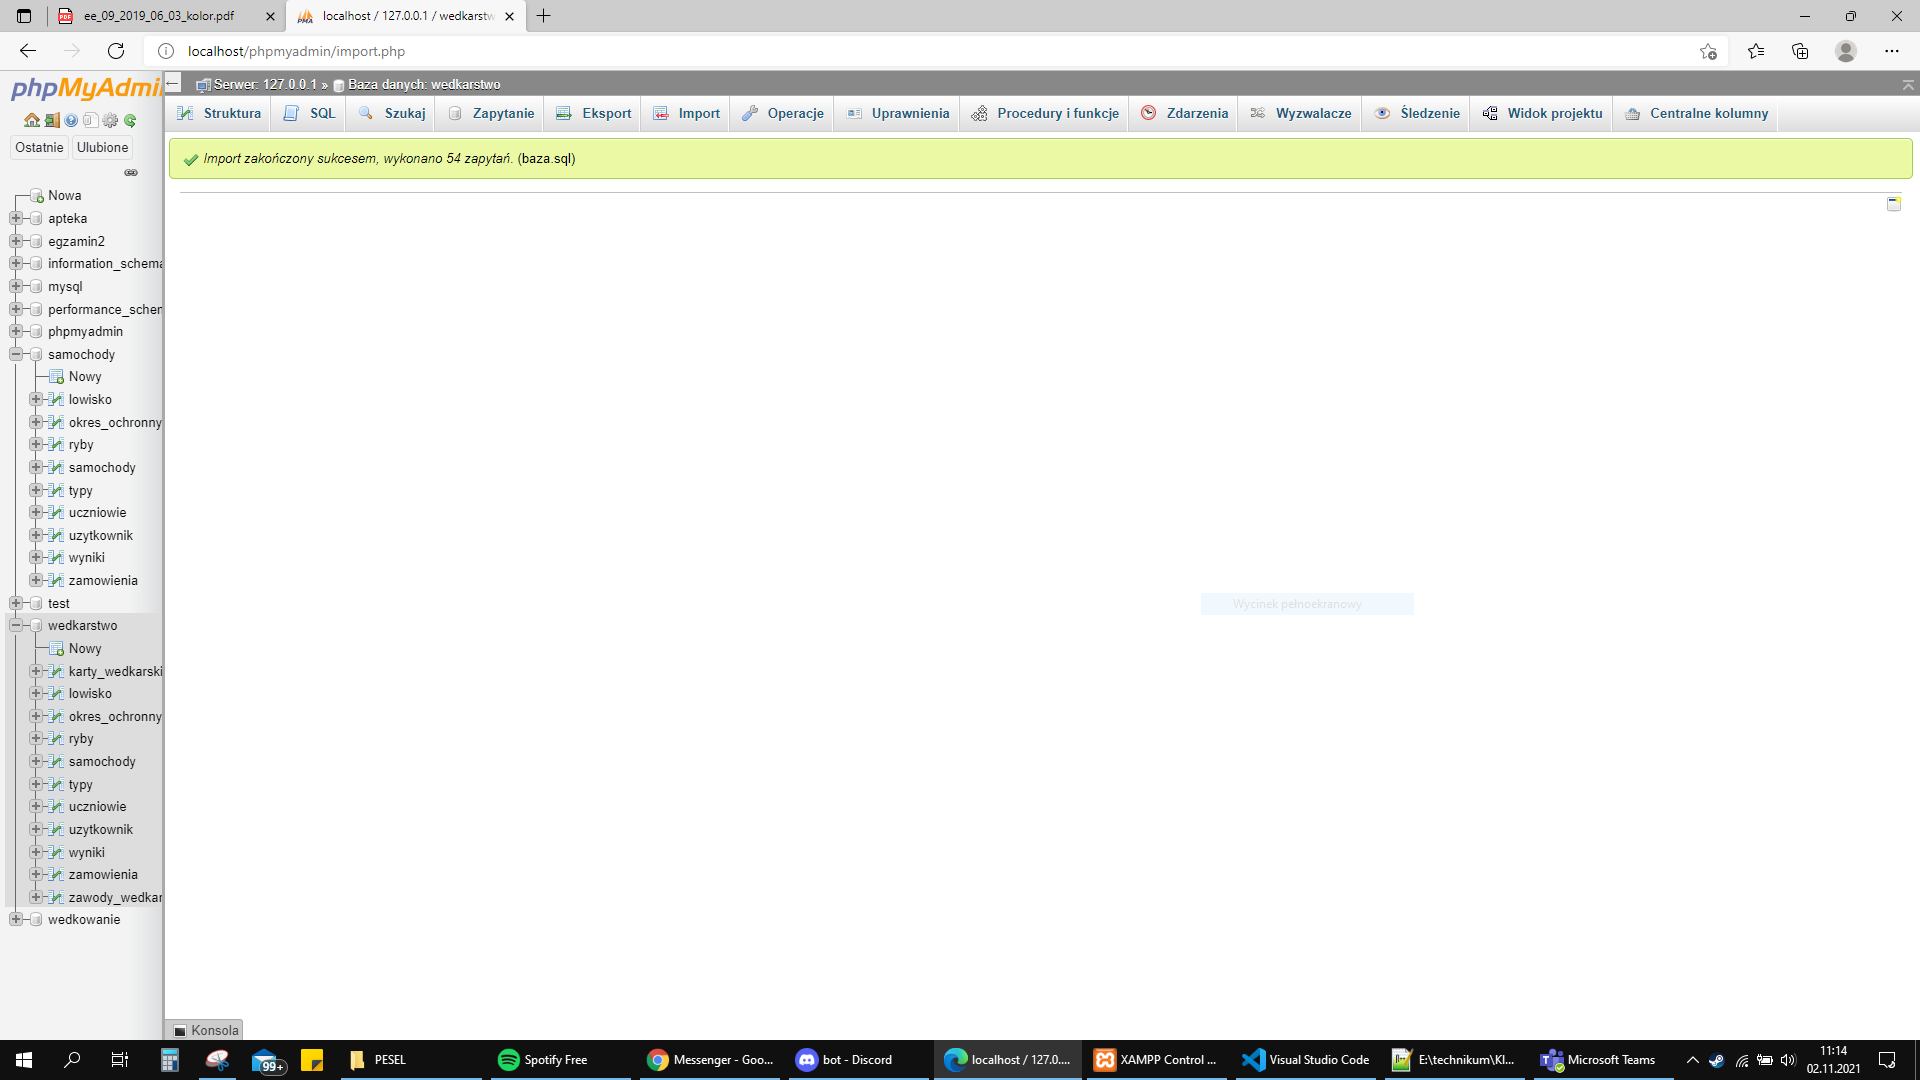 ee_09_2019_06_03_kolor.pdf
localhost / 127.0.0.1 / wedkarstw
localhost/phpmyadmin/import.php
phpMyAdmin
Serwer: 127.0.0.1 » Baza danych: wedkarstwo
Struktura SQL Szukaj Zapytanie Eksport Import Operacje Uprawnienia Procedury i funkcje Zdarzenia Wyzwalacze Śledzenie Widok projektu Centralne kolumny
Ostatnie Ulubione
Import zakończony sukcesem, wykonano 54 zapytań. (baza.sql)
Nowa
apteka
egzamin2
information_schema
mysql
performance_schem
phpmyadmin
samochody
Nowy
lowisko
okres_ochronny
ryby
samochody
typy
uczniowie
uzytkownik
wyniki
zamowienia
test
wedkarstwo
Nowy
karty_wedkarski
lowisko
okres_ochronny
ryby
samochody
typy
uczniowie
uzytkownik
wyniki
zamowienia
zawody_wedkar
wedkowanie
Wycinek pełnoekranowy
Konsola
99+ PESEL Spotify Free Messenger - Goo... bot - Discord localhost / 127.0.... XAMPP Control ... Visual Studio Code E:\technikum\Kl... Microsoft Teams
11:14
02.11.2021